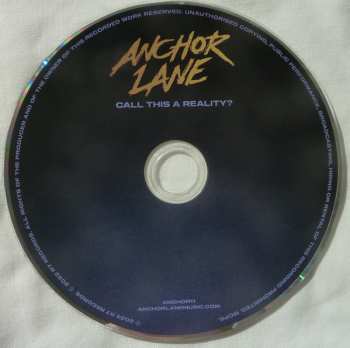 ANCHOR
LANE
CALL THIS A REALITY?
ANCHORLANEMUSIC.COM
ALL RIGHTS OF THE PRODUCER AND OF THE OWNER OF THIS RECORDED WORK RESERVED. UNAUTHORISED COPYING, PUBLIC PERFORMANCE, BROADCASTING, HIRING OR RENTAL OF THIS RECORDING PROHIBITED.